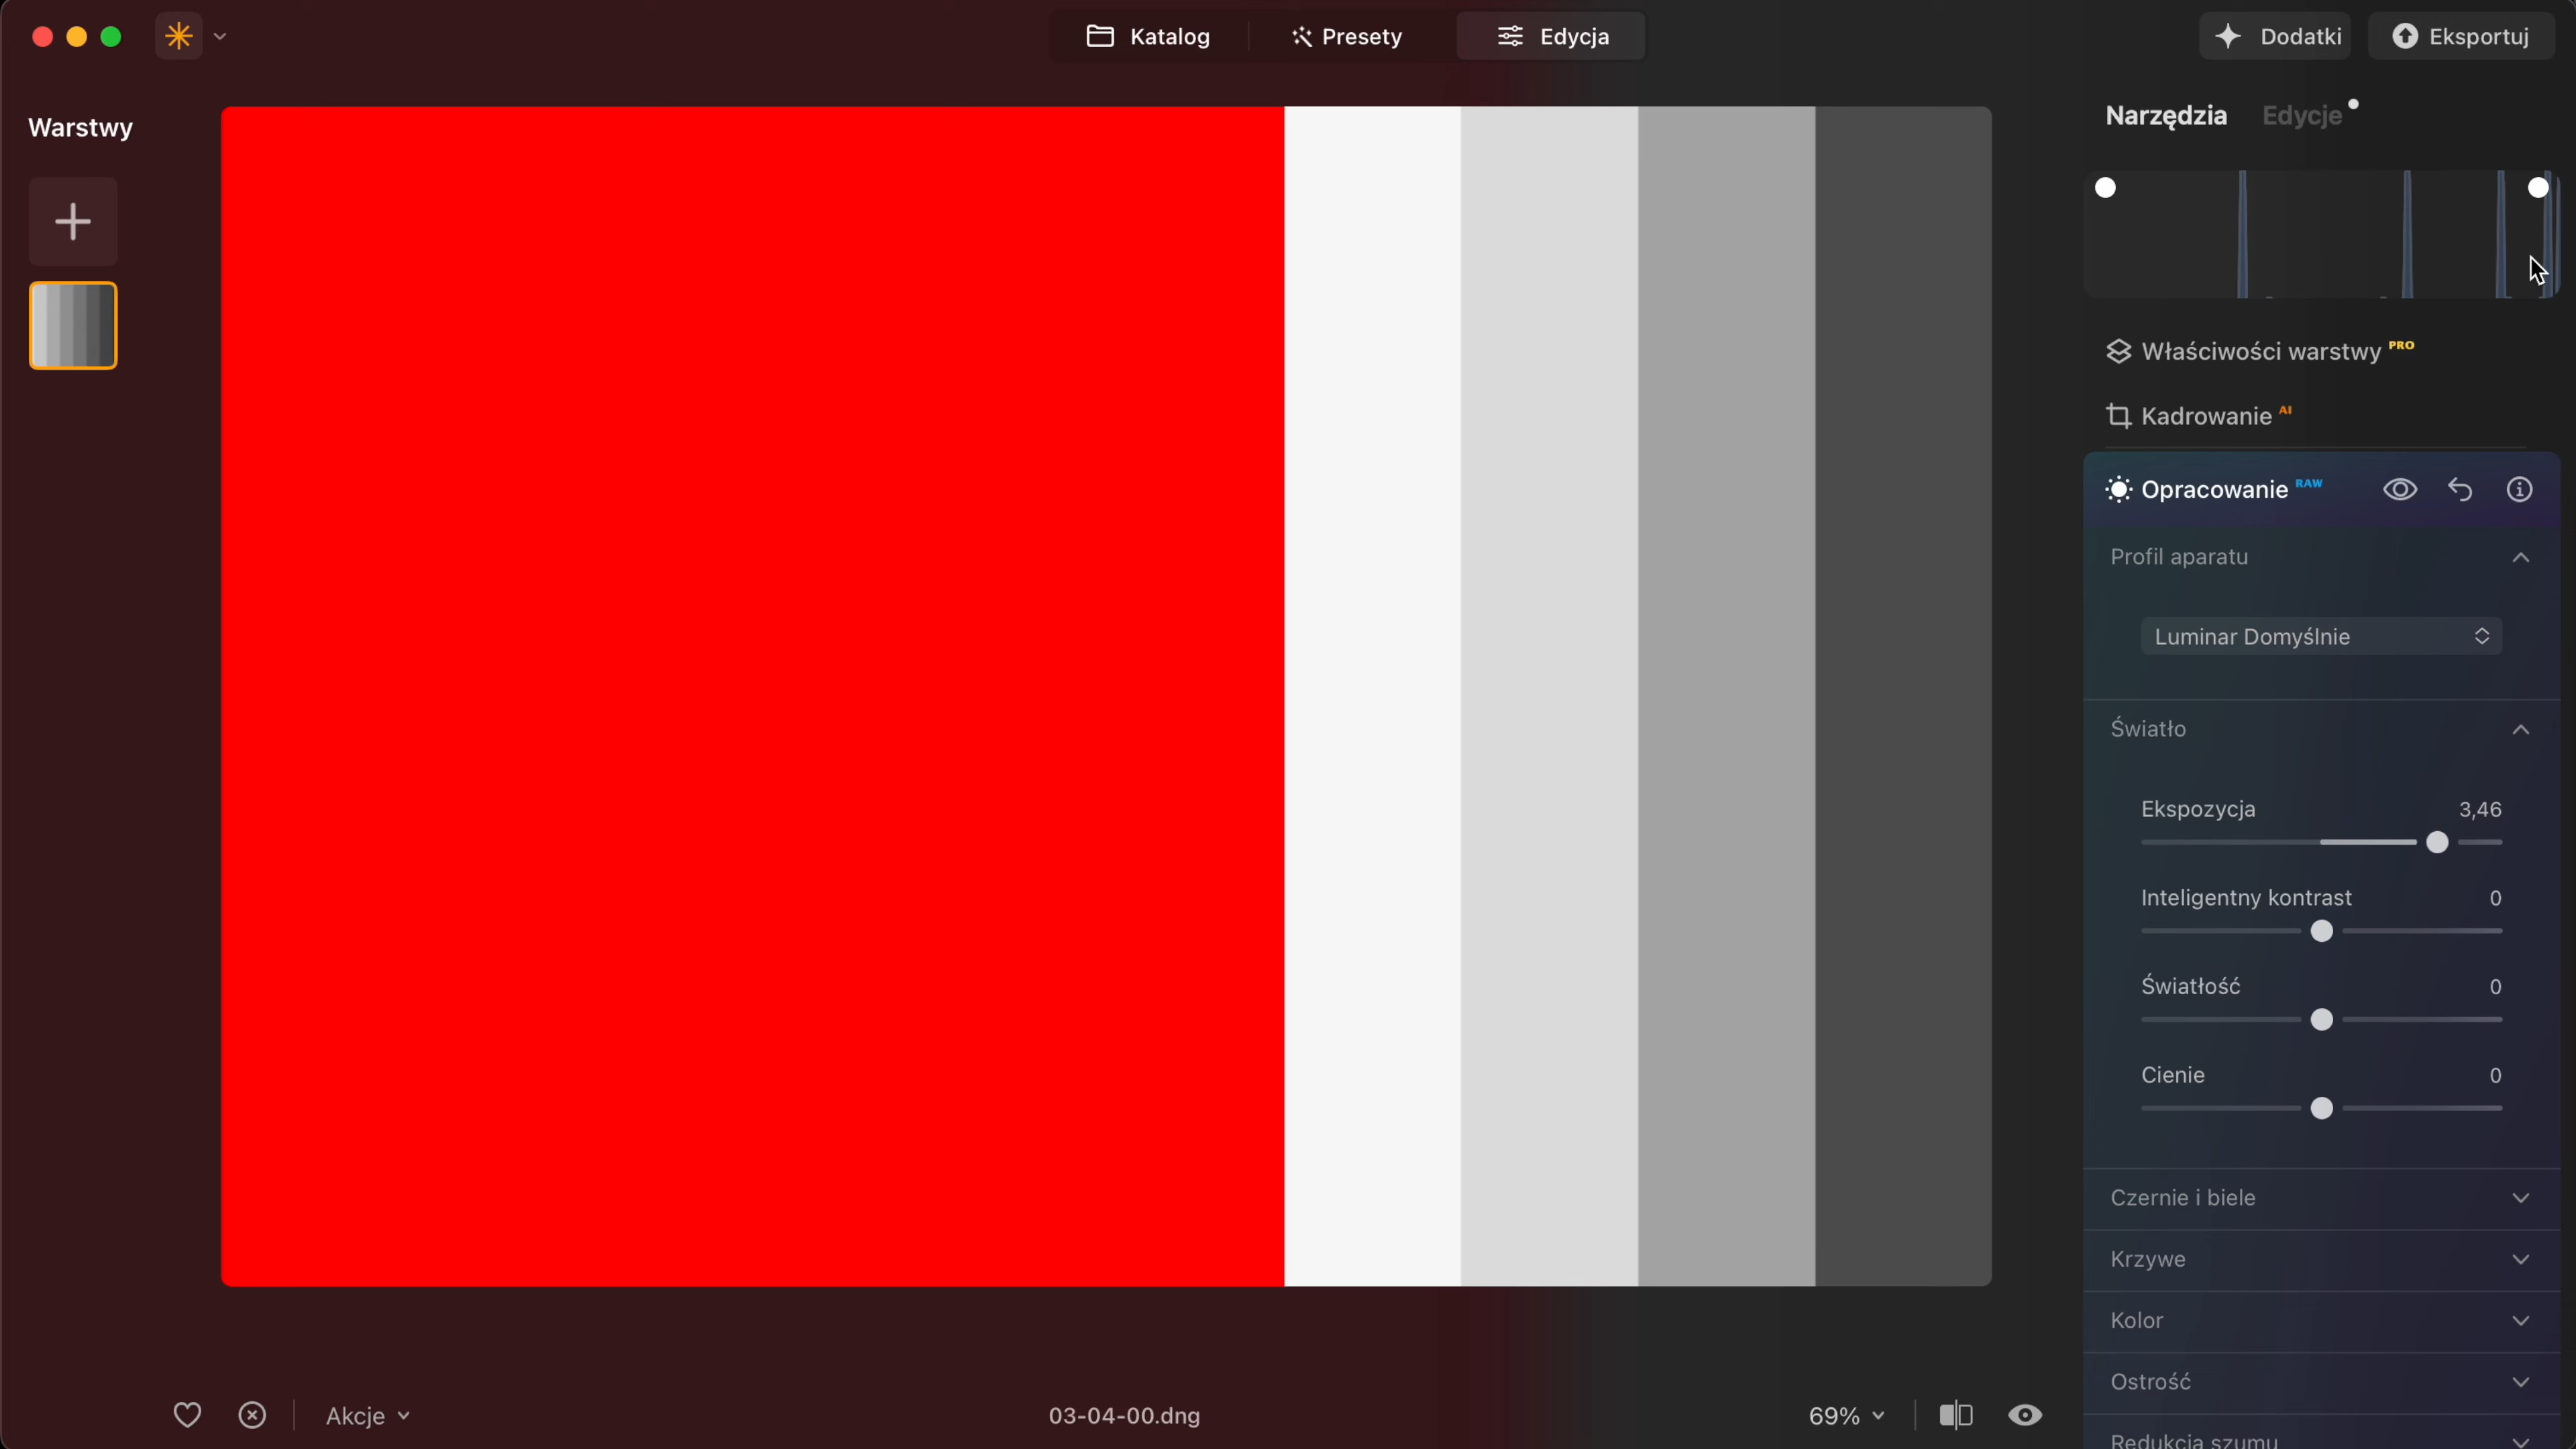 Katalog
Presety
Edycja
Dodatki
Eksportuj
Warstwy
Narzędzia
Edycje
Właściwości warstwy PRO
Kadrowanie AI
Opracowanie RAW
Profil aparatu
Luminar Domyślnie
Światło
Ekspozycja 3,46
Inteligentny kontrast 0
Światłość 0
Cienie 0
Czernie i biele
Krzywe
Kolor
Ostrość
Redukcja szumu
Akcje
03-04-00.dng
69%